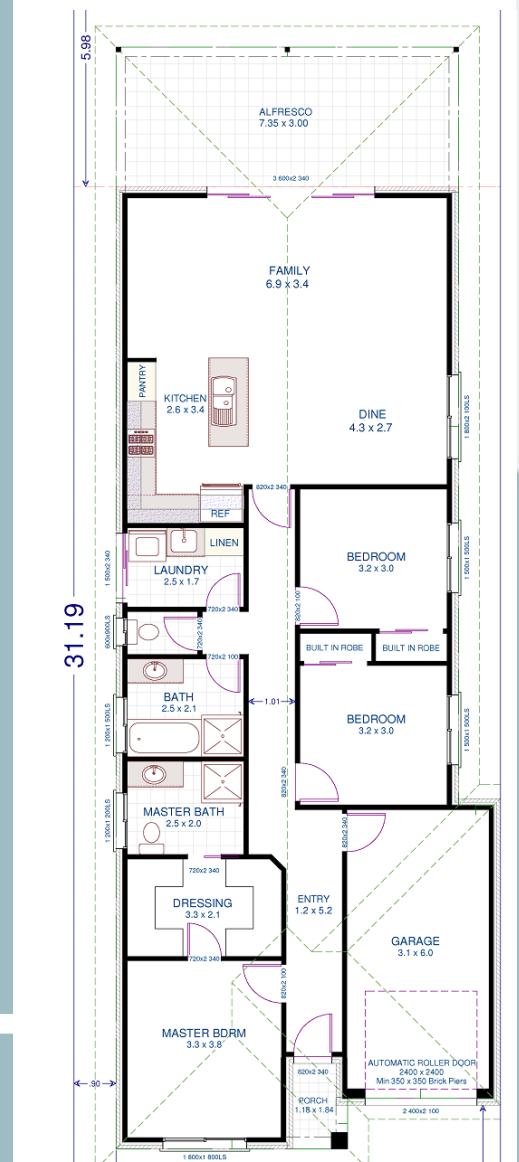 5.98
ALFRESCO
7.35 x 3.00
3 600x2 340
FAMILY
6.9 x 3.4
PANTRY
KITCHEN
2.6 x 3.4
DINE
4.3 x 2.7
1 800x2 100LS
820x2 340
REF
LINEN
LAUNDRY
2.5 x 1.7
1 500x2 340
BEDROOM
3.2 x 3.0
1 500x1 500LS
820x2 100
720x2 340
600x900LS
720x2 340
31.19
BUILT IN ROBE
BUILT IN ROBE
720x2 100
BATH
2.5 x 2.1
1 200x1 500LS
1.01
BEDROOM
3.2 x 3.0
1 500x1 500LS
820x2 340
MASTER BATH
2.5 x 2.0
1 200x1 200LS
820x2 340
720x2 340
DRESSING
3.3 x 2.1
ENTRY
1.2 x 5.2
GARAGE
3.1 x 6.0
720x2 340
820x2 100
MASTER BDRM
3.3 x 3.8
820x2 340
AUTOMATIC ROLLER DOOR
2400 x 2400
Min 350 x 350 Brick Piers
.90
PORCH
1.18 x 1.84
2 400x2 100
1 800x1 800LS